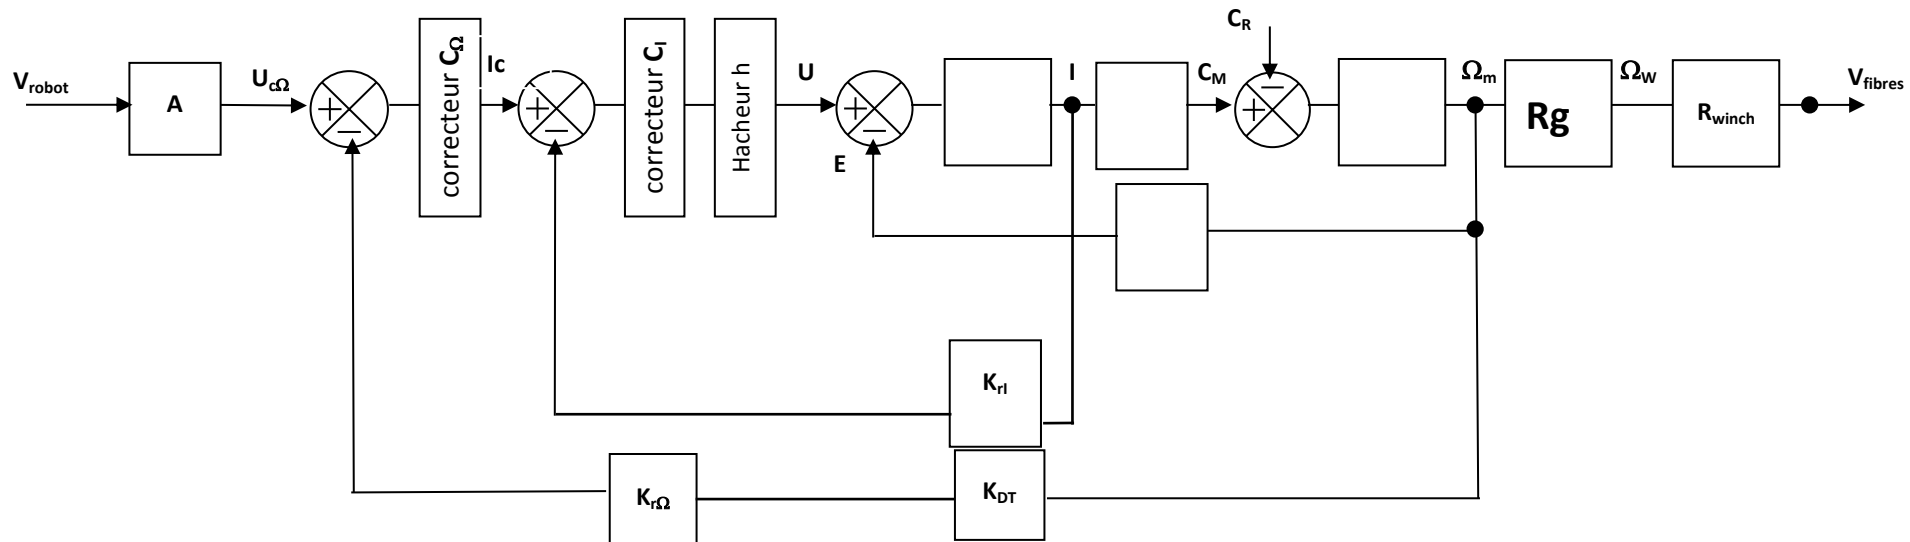 V_robot
A
U_cΩ
+
−
correcteur C_Ω
Ic
+
−
correcteur C_I
Hacheur h
U
+
−
E
I
C_M
C_R
−
+
Ω_m
Rg
Ω_W
R_winch
V_fibres
K_rI
K_rΩ
K_DT